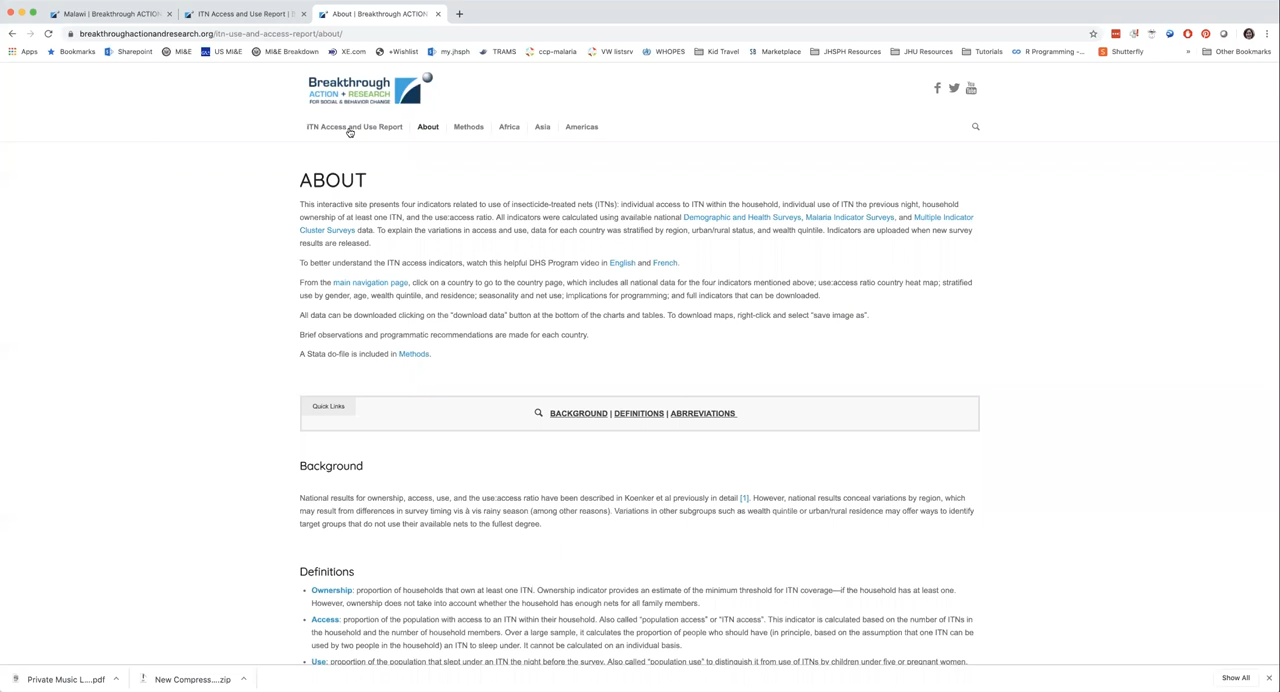 Malawi | Breakthrough ACTIO
ITN Access and Use Report |
About | Breakthrough ACTION
breakthroughactionandresearch.org/itn-use-and-access-report/about/
Apps Bookmarks Sharepoint MI&E US MI&E MI&E Breakdown XE.com +Wishlist my.jhsph TRAMS ccp-malaria VW listsrv WHOPES Kid Travel Marketplace JHSPH Resources JHU Resources Tutorials R Programming -... Shutterfly » Other Bookmarks
Breakthrough
ACTION + RESEARCH
FOR SOCIAL & BEHAVIOR CHANGE
ITN Access and Use Report About Methods Africa Asia Americas
ABOUT
This interactive site presents four indicators related to use of insecticide-treated nets (ITNs): individual access to ITN within the household, individual use of ITN the previous night, household
ownership of at least one ITN, and the use:access ratio. All indicators were calculated using available national Demographic and Health Surveys, Malaria Indicator Surveys, and Multiple Indicator
Cluster Surveys data. To explain the variations in access and use, data for each country was stratified by region, urban/rural status, and wealth quintile. Indicators are uploaded when new survey
results are released.
To better understand the ITN access indicators, watch this helpful DHS Program video in English and French.
From the main navigation page, click on a country to go to the country page, which includes all national data for the four indicators mentioned above; use:access ratio country heat map; stratified
use by gender, age, wealth quintile, and residence; seasonality and net use; implications for programming; and full indicators that can be downloaded.
All data can be downloaded clicking on the "download data" button at the bottom of the charts and tables. To download maps, right-click and select "save image as".
Brief observations and programmatic recommendations are made for each country.
A Stata do-file is included in Methods.
Quick Links
BACKGROUND | DEFINITIONS | ABRREVIATIONS
Background
National results for ownership, access, use, and the use:access ratio have been described in Koenker et al previously in detail [1]. However, national results conceal variations by region, which
may result from differences in survey timing vis à vis rainy season (among other reasons). Variations in other subgroups such as wealth quintile or urban/rural residence may offer ways to identify
target groups that do not use their available nets to the fullest degree.
Definitions
• Ownership: proportion of households that own at least one ITN. Ownership indicator provides an estimate of the minimum threshold for ITN coverage—if the household has at least one.
However, ownership does not take into account whether the household has enough nets for all family members.
• Access: proportion of the population with access to an ITN within their household. Also called "population access" or "ITN access". This indicator is calculated based on the number of ITNs in
the household and the number of household members. Over a large sample, it calculates the proportion of people who should have (in principle, based on the assumption that one ITN can be
used by two people in the household) an ITN to sleep under. It cannot be calculated on an individual basis.
• Use: proportion of the population that slept under an ITN the night before the survey. Also called "population use" to distinguish it from use of ITNs by children under five or pregnant women.
Private Music L....pdf New Compress....zip Show All